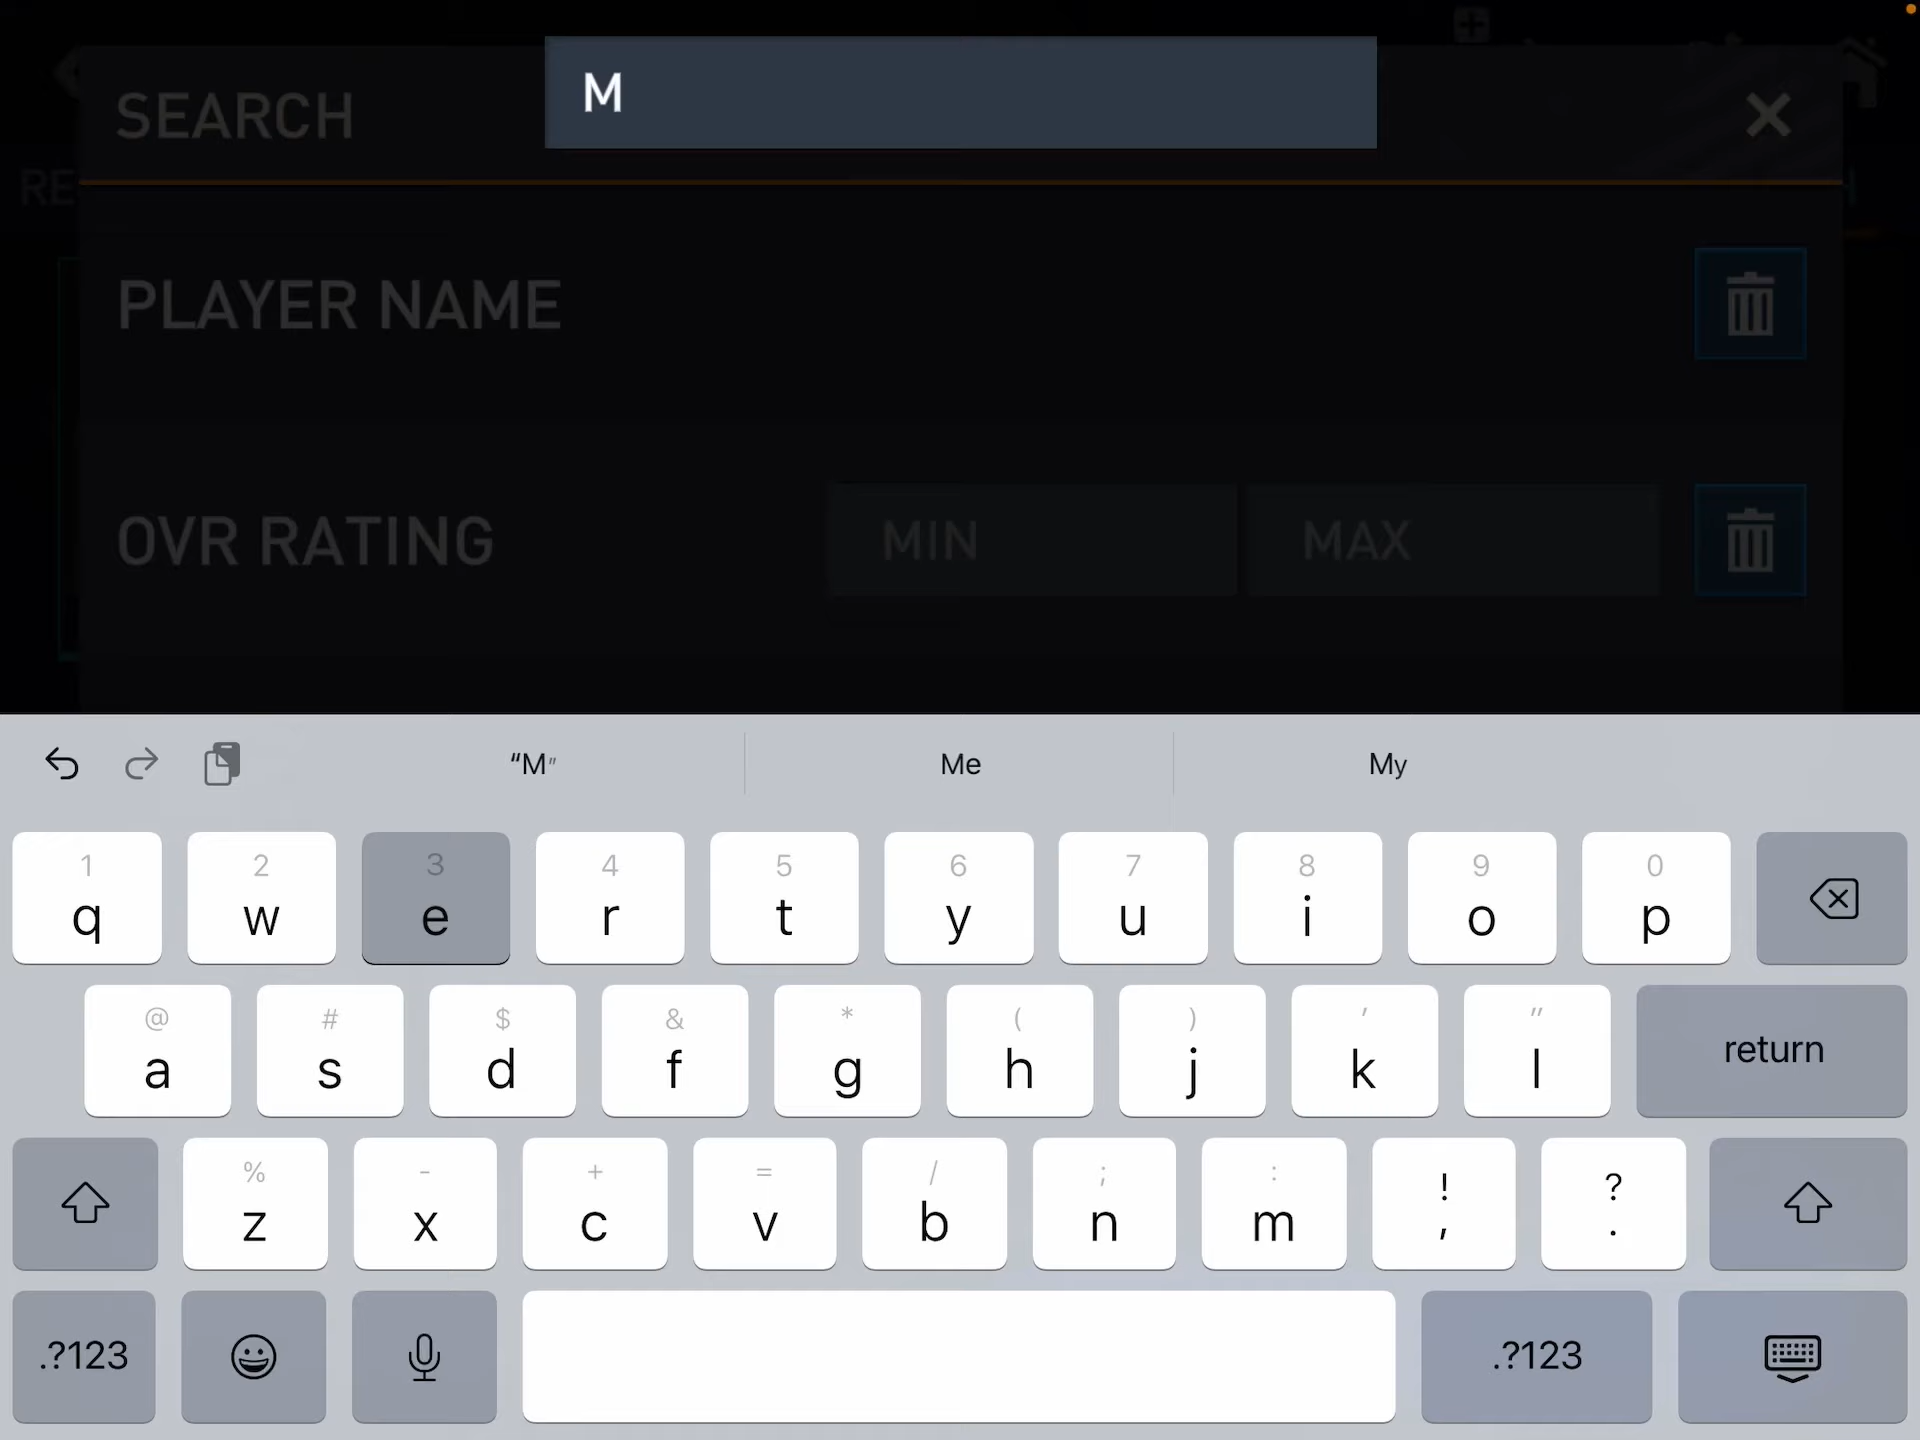 M
SEARCH
RE
PLAYER NAME
OVR RATING MIN MAX
“M” Me My
1 2 3 4 5 6 7 8 9 0
q w e r t y u i o p
@ # $ & * ( ) ' "
a s d f g h j k l return
% - + = / ; : ! ?
z x c v b n m , .
.?123 .?123